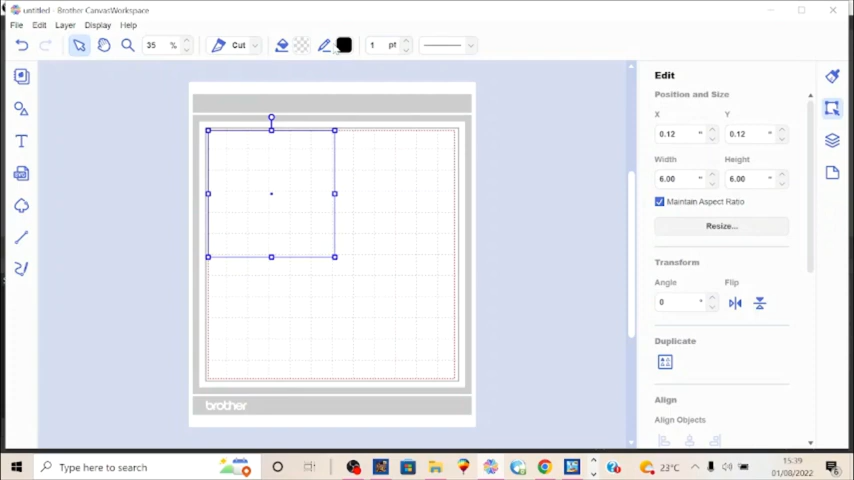 untitled - Brother CanvasWorkspace
File Edit Layer Display Help
35 % Cut 1 pt
Edit
Position and Size
X Y
0.12 " 0.12 "
Width Height
6.00 " 6.00 "
Maintain Aspect Ratio
Resize...
Transform
Angle Flip
0 °
Duplicate
Align
Align Objects
brother
Type here to search
23°C
15:39
01/08/2022
6